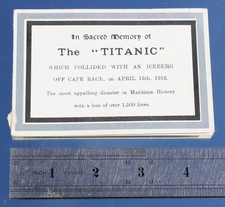 In Sacred Memory of
The "TITANIC"
WHICH COLLIDED WITH AN ICEBERG
OFF CAPE RACE, on APRIL 15th, 1912.
The most appalling disaster in Maritime History
with a loss of over 1,500 lives.
1 2 3 4